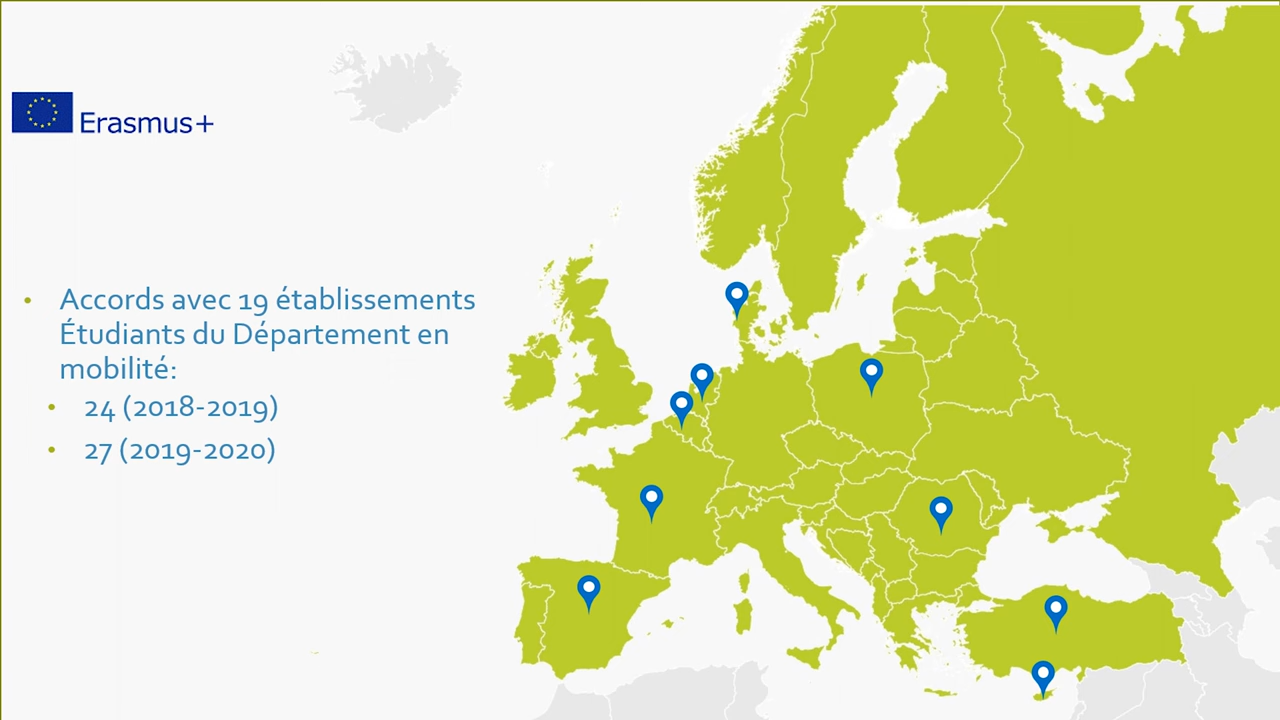 Erasmus+
• Accords avec 19 établissements
Étudiants du Département en
mobilité:
• 24 (2018-2019)
• 27 (2019-2020)